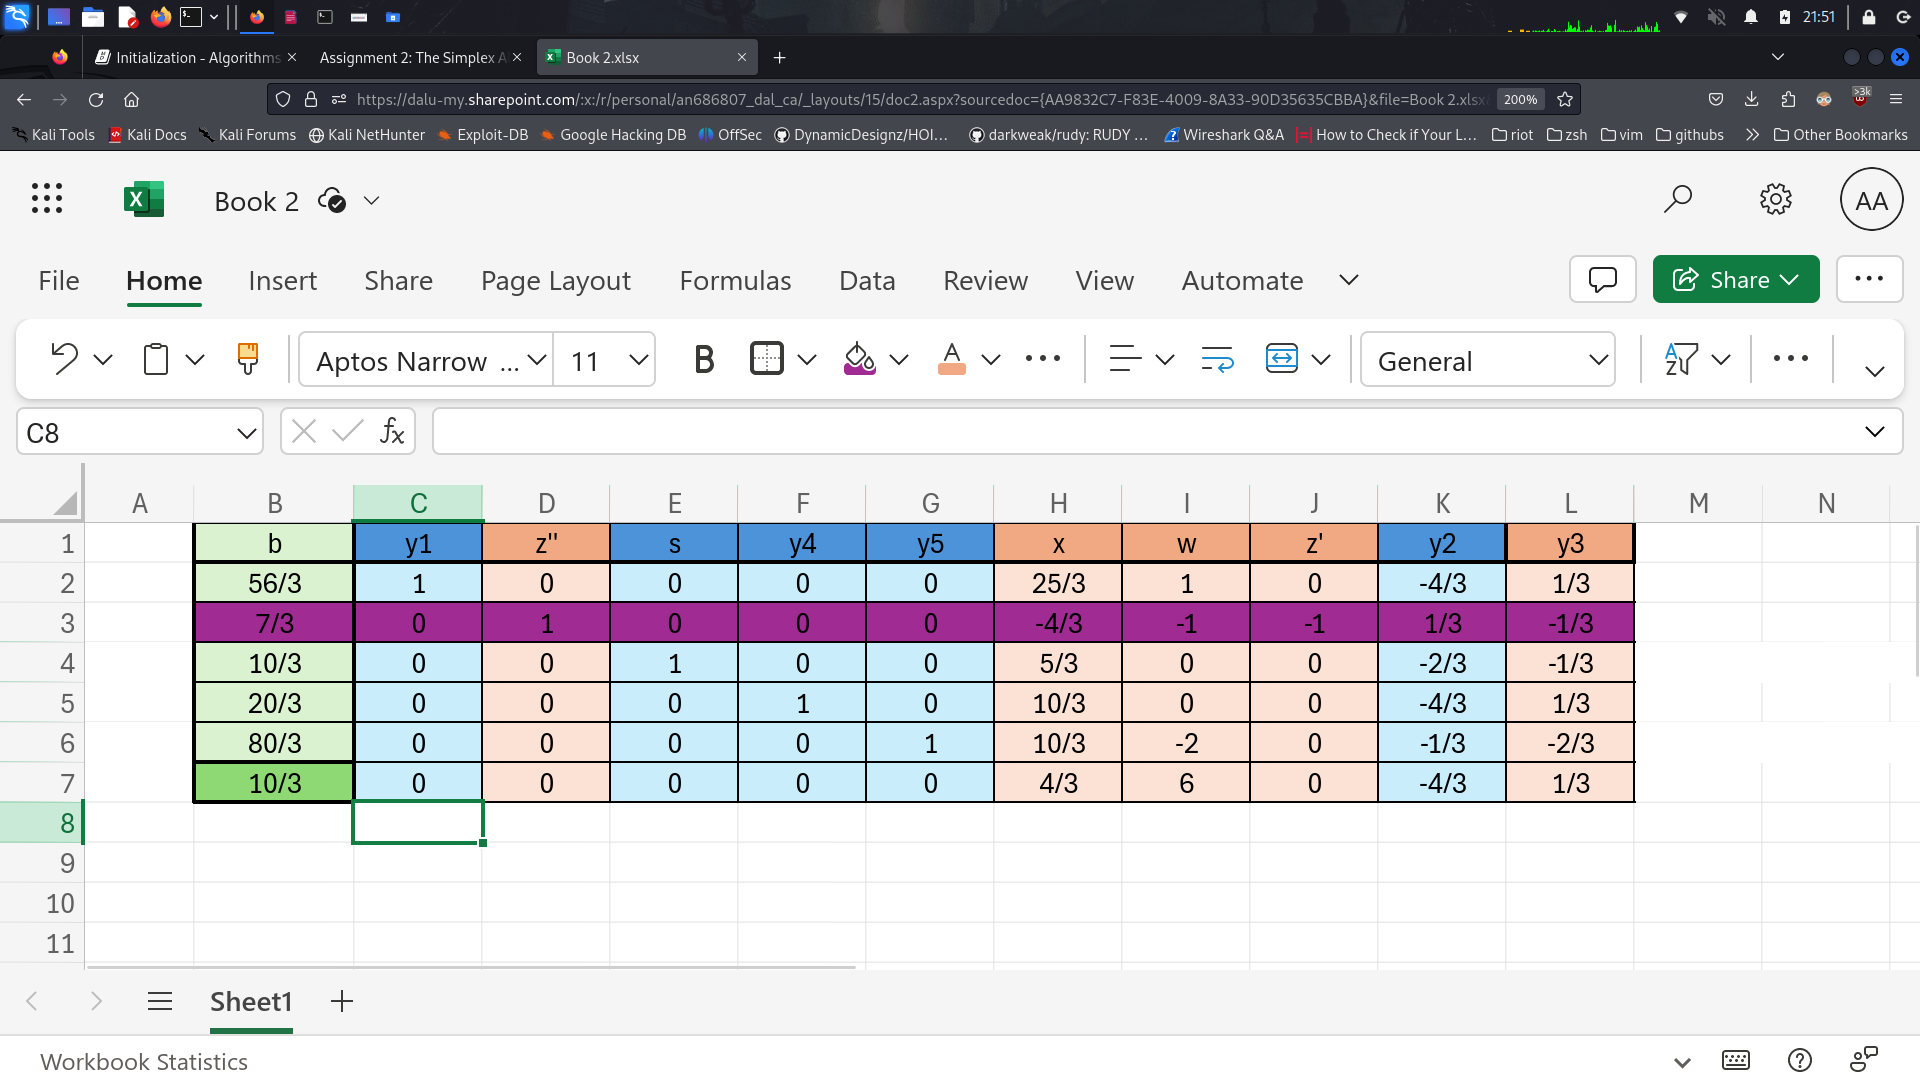 21:51
Initialization - Algorithms
Assignment 2: The Simplex A
Book 2.xlsx
https://dalu-my.sharepoint.com/:x:/r/personal/an686807_dal_ca/_layouts/15/doc2.aspx?sourcedoc={AA9832C7-F83E-4009-8A33-90D35635CBBA}&file=Book 2.xlsx
200%
>3k
Kali Tools
Kali Docs
Kali Forums
Kali NetHunter
Exploit-DB
Google Hacking DB
OffSec
DynamicDesignz/HOI…
darkweak/rudy: RUDY …
Wireshark Q&A
How to Check if Your L…
riot
zsh
vim
githubs
Other Bookmarks
Book 2
AA
File Home Insert Share Page Layout Formulas Data Review View Automate
Share
Aptos Narrow ... 11
B
A
General
C8
fx
A B C D E F G H I J K L M N
1 b y1 z" s y4 y5 x w z' y2 y3
2 56/3 1 0 0 0 0 25/3 1 0 -4/3 1/3
3 7/3 0 1 0 0 0 -4/3 -1 -1 1/3 -1/3
4 10/3 0 0 1 0 0 5/3 0 0 -2/3 -1/3
5 20/3 0 0 0 1 0 10/3 0 0 -4/3 1/3
6 80/3 0 0 0 0 1 10/3 -2 0 -1/3 -2/3
7 10/3 0 0 0 0 0 4/3 6 0 -4/3 1/3
8
9
10
11
Sheet1
Workbook Statistics